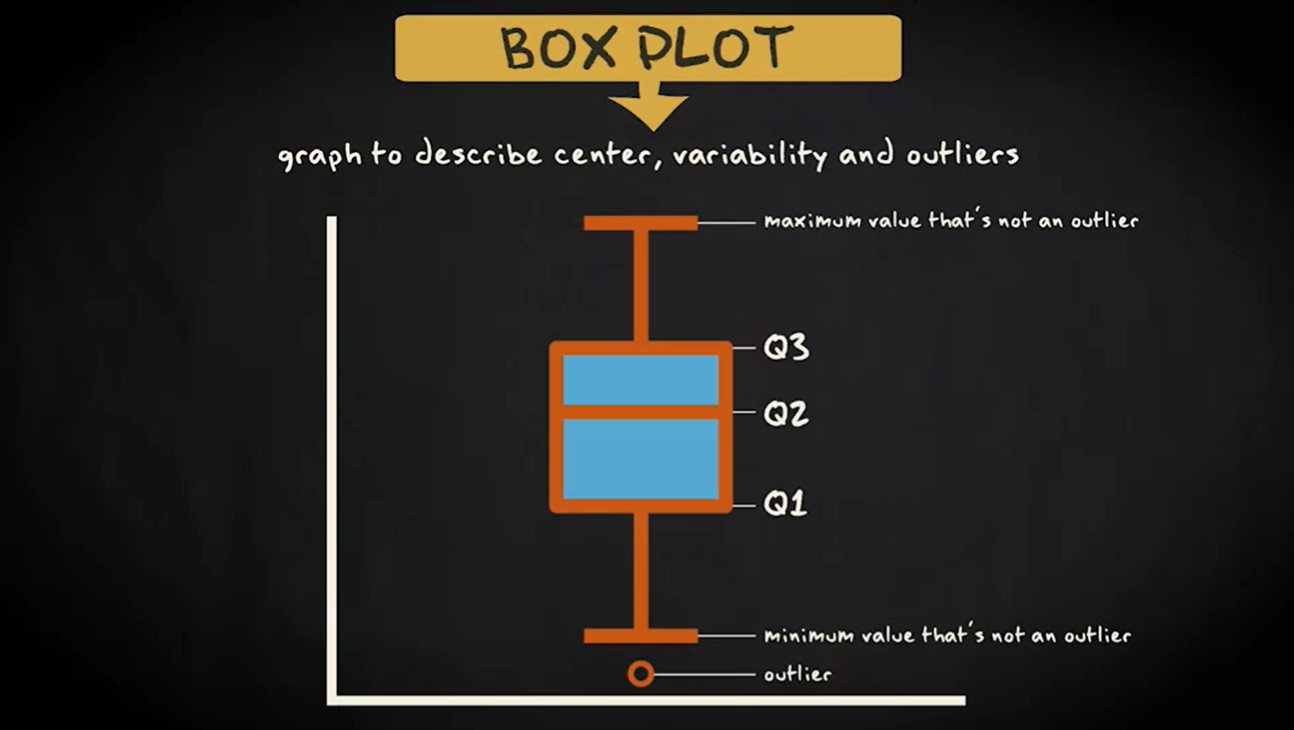 BOX PLOT
graph to describe center, variability and outliers
maximum value that's not an outlier
Q3
Q2
Q1
minimum value that's not an outlier
outlier